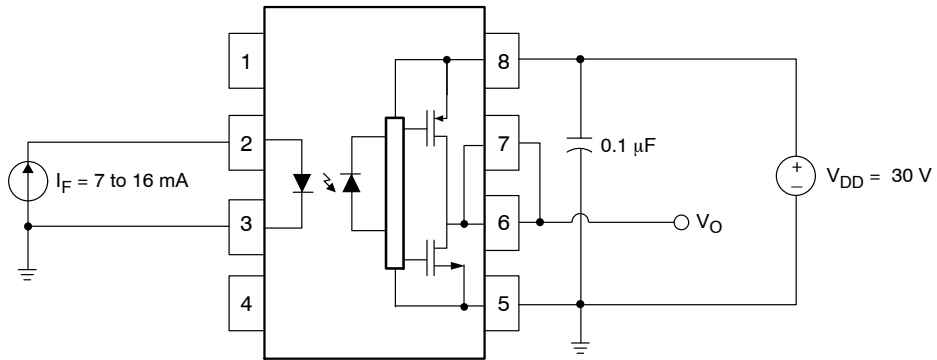 1
8
2
7
0.1 μF
I_F = 7 to 16 mA
+
–
V_DD = 30 V
3
6
V_O
4
5